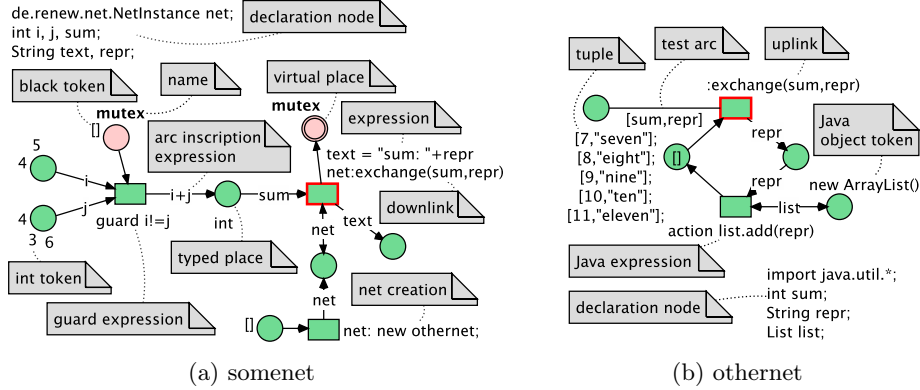 de.renew.net.NetInstance net;
int i, j, sum;
String text, repr;
declaration node
black token
name
virtual place
mutex
mutex
[]
expression
arc inscription
expression
text = "sum: "+repr
net:exchange(sum,repr)
5
4
i
i+j
sum
j
guard i!=j
4
3 6
int
net
text
downlink
int token
typed place
guard expression
net
net creation
[]
net: new othernet;
(a) somenet
tuple
test arc
uplink
:exchange(sum,repr)
[sum,repr]
[7,"seven"];
[8,"eight"];
[9,"nine"];
[10,"ten"];
[11,"eleven"];
[]
repr
repr
Java
object token
new ArrayList()
list
action list.add(repr)
Java expression
declaration node
import java.util.*;
int sum;
String repr;
List list;
(b) othernet